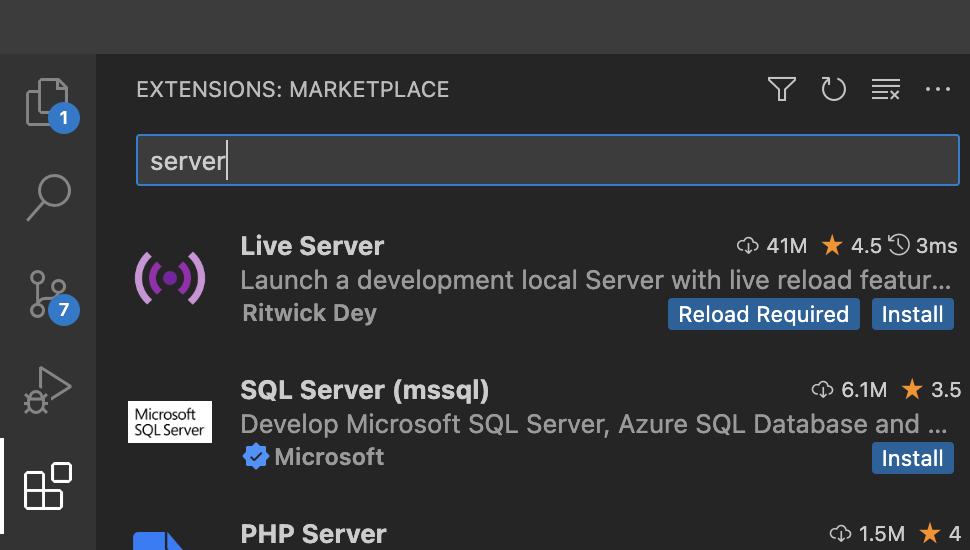 EXTENSIONS: MARKETPLACE
1
server
Live Server 41M 4.5 3ms
Launch a development local Server with live reload featur...
Ritwick Dey Reload Required Install
7
SQL Server (mssql) 6.1M 3.5
Microsoft
SQL Server
Develop Microsoft SQL Server, Azure SQL Database and ...
Microsoft Install
PHP Server 1.5M 4